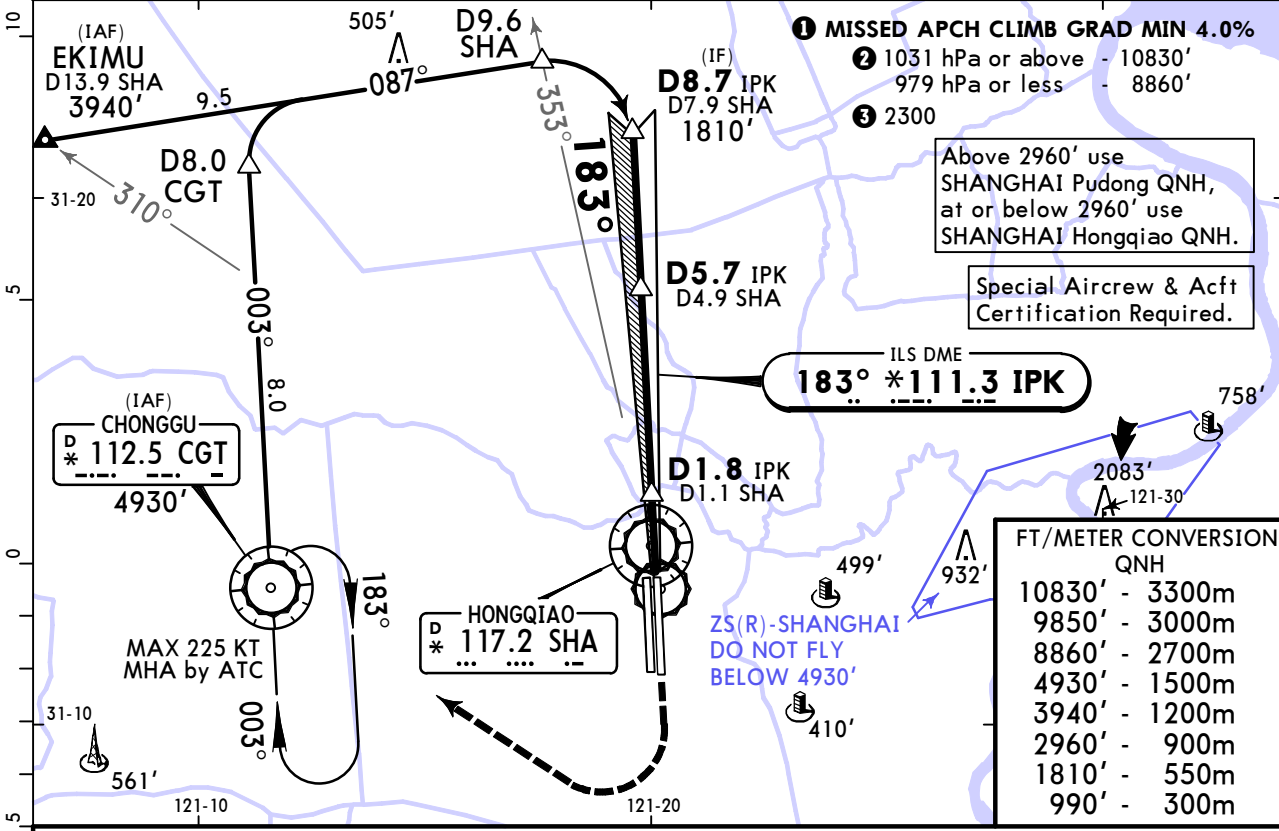 10
5
0
5
(IAF)
EKIMU
D13.9 SHA
3940'
9.5
505'
087°
D9.6
SHA
353°
310°
31-20
D8.0
CGT
003°
8.0
(IAF)
CHONGGU
D
* 112.5 CGT
4930'
183°
003°
MAX 225 KT
MHA by ATC
31-10
561'
121-10
(IF)
D8.7 IPK
D7.9 SHA
1810'
183°
D5.7 IPK
D4.9 SHA
D1.8 IPK
D1.1 SHA
ILS DME
183° *111.3 IPK
HONGQIAO
D
* 117.2 SHA
121-20
1 MISSED APCH CLIMB GRAD MIN 4.0%
2 1031 hPa or above - 10830'
979 hPa or less - 8860'
3 2300
Above 2960' use
SHANGHAI Pudong QNH,
at or below 2960' use
SHANGHAI Hongqiao QNH.
Special Aircrew & Acft
Certification Required.
758'
2083'
121-30
932'
499'
410'
ZS(R)-SHANGHAI
DO NOT FLY
BELOW 4930'
FT/METER CONVERSION
QNH
10830' - 3300m
9850' - 3000m
8860' - 2700m
4930' - 1500m
3940' - 1200m
2960' - 900m
1810' - 550m
990' - 300m